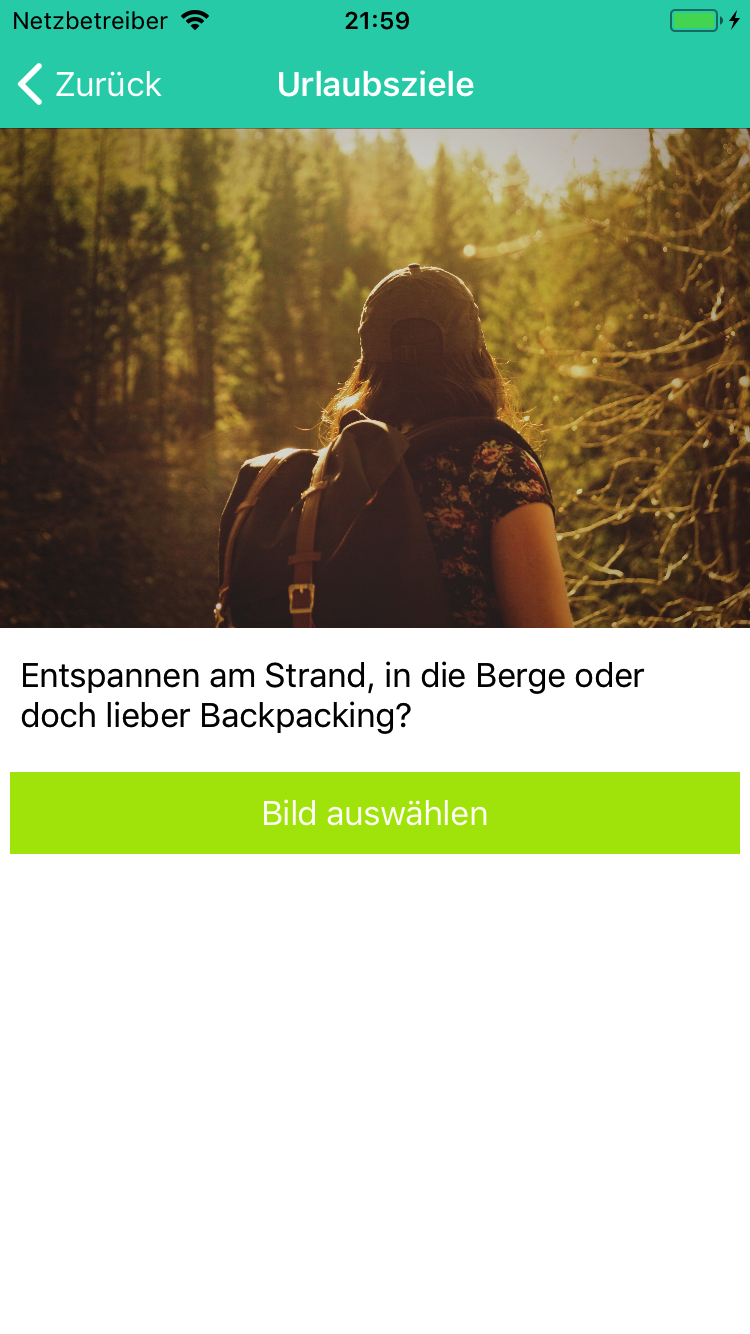 Netzbetreiber 21:59
Zurück Urlaubsziele
Entspannen am Strand, in die Berge oder
doch lieber Backpacking?
Bild auswählen